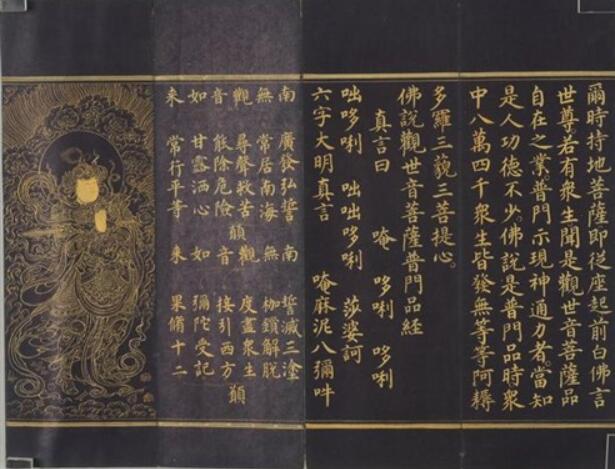 爾時持地菩薩即從座起前白佛言
世尊。若有衆生聞是觀世音菩薩品
自在之業。普門示現神通力者。當知
是人功德不少。佛說是普門品時衆
中八萬四千衆生皆發無等等阿耨
多羅三藐三菩提心。
佛說觀世音菩薩普門品經
真言曰 唵 哆唎 哆唎
咄哆唎 咄咄哆唎 莎婆訶
六字大明真言 唵麻泥八彌吽
南 廣發弘誓 南 誓滅三塗
無 常居南海 無 枷鎖解脫
觀 尋聲救苦 願 觀 度盡衆生 願
音 能除危險 音 接引西方
如 甘露洒心 如 彌陀受記
來 常行平等 來 果脩十二